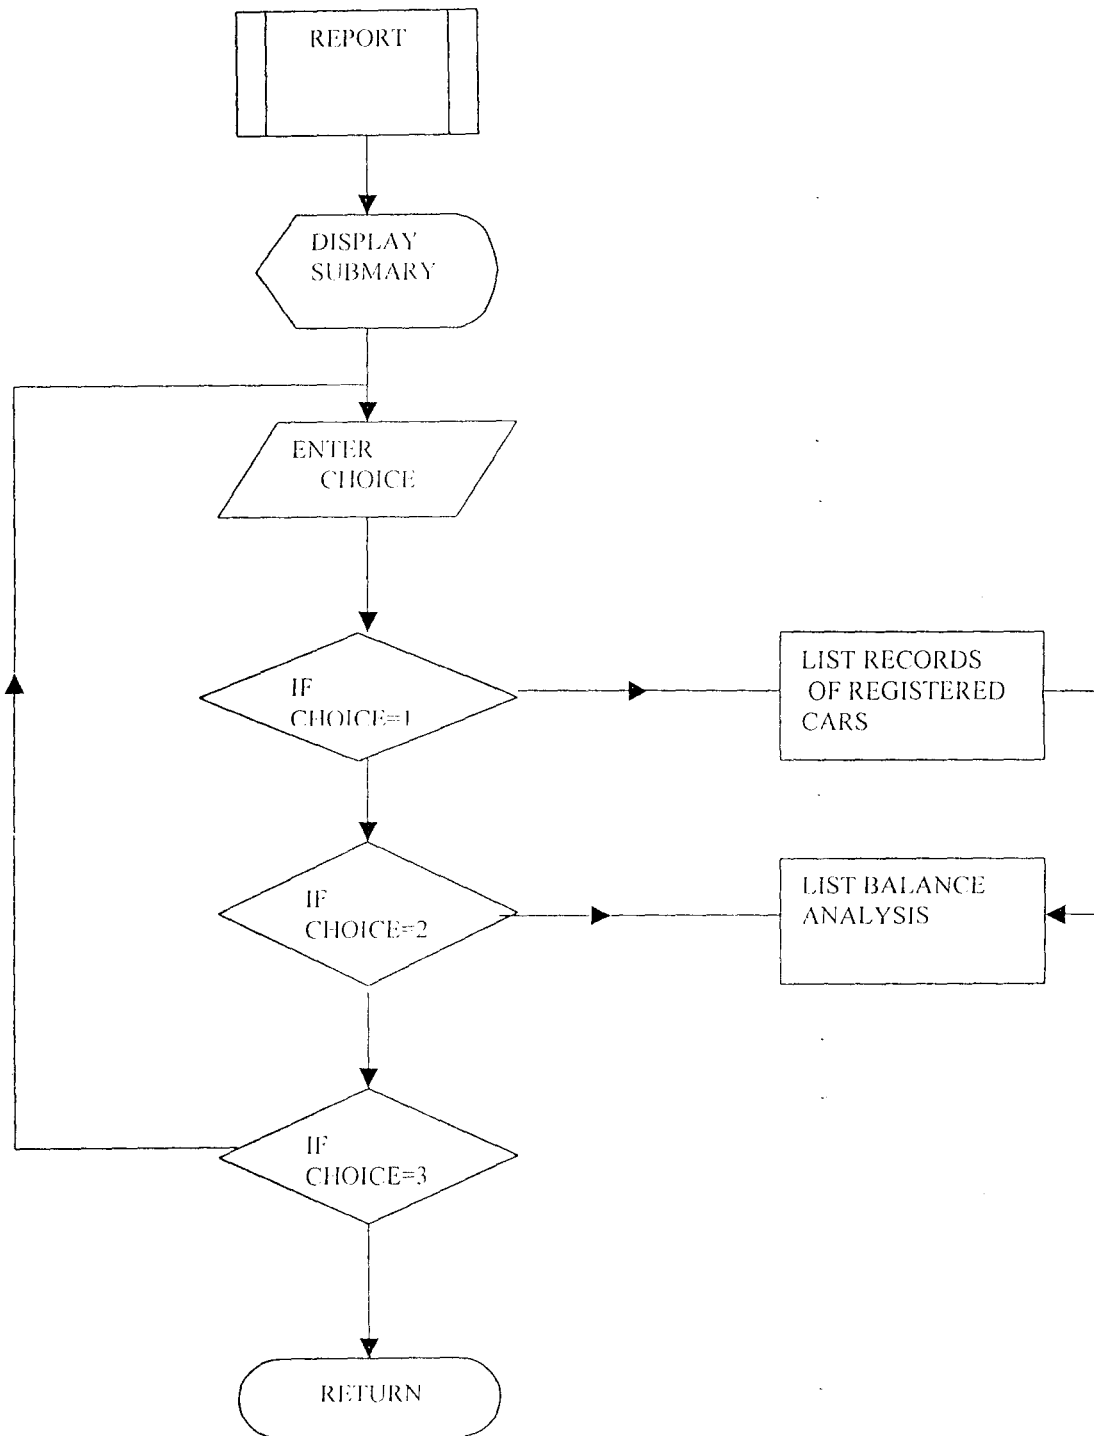 REPORT
DISPLAY
SUBMARY
ENTER
CHOICE
IF
CHOICE=1
LIST RECORDS
OF REGISTERED
CARS
IF
CHOICE=2
LIST BALANCE
ANALYSIS
IF
CHOICE=3
RETURN